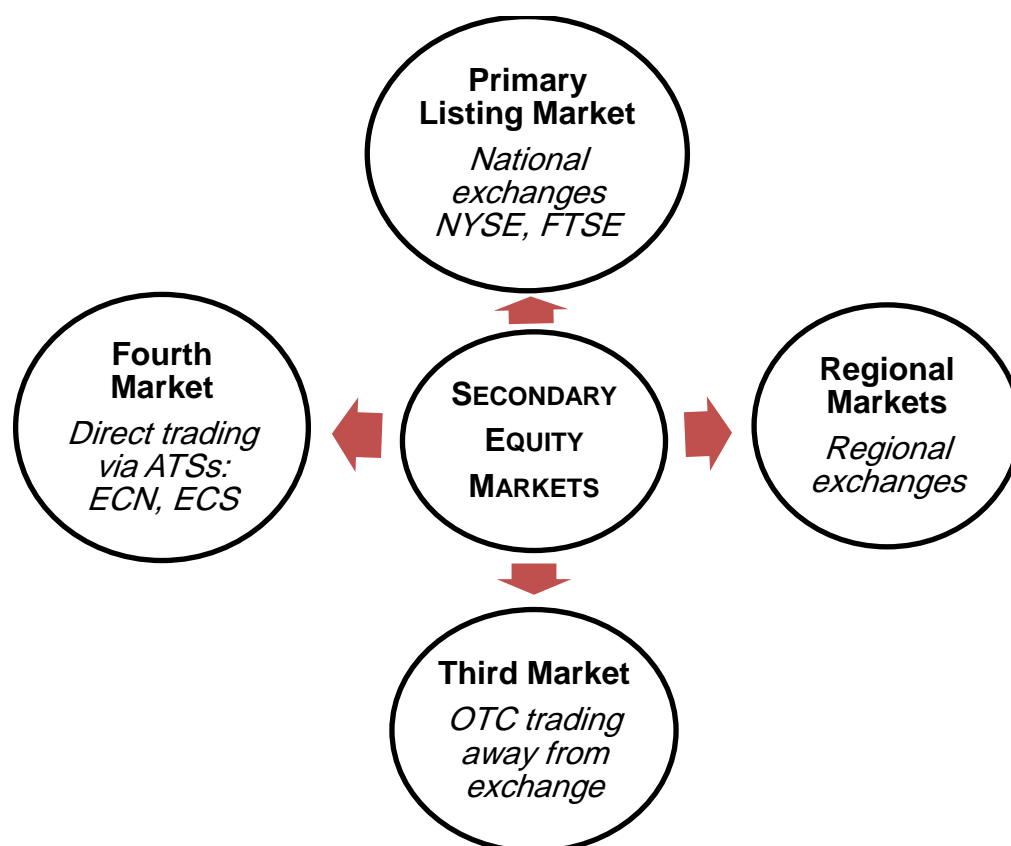 Primary
Listing Market
National
exchanges
NYSE, FTSE
Fourth
Market
Direct trading
via ATSs:
ECN, ECS
SECONDARY
EQUITY
MARKETS
Regional
Markets
Regional
exchanges
Third Market
OTC trading
away from
exchange